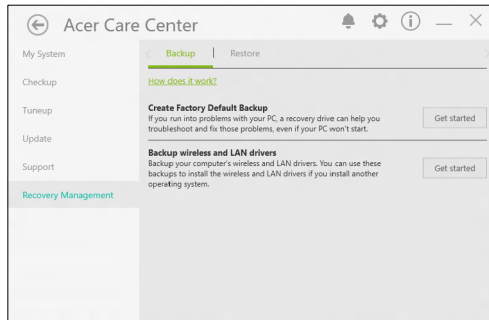 Acer Care Center
My System
Checkup
Tuneup
Update
Support
Recovery Management
Backup
Restore
How does it work?
Create Factory Default Backup
If you run into problems with your PC, a recovery drive can help you
troubleshoot and fix those problems, even if your PC won't start.
Get started
Backup wireless and LAN drivers
Backup your computer's wireless and LAN drivers. You can use these
backups to install the wireless and LAN drivers if you install another
operating system.
Get started